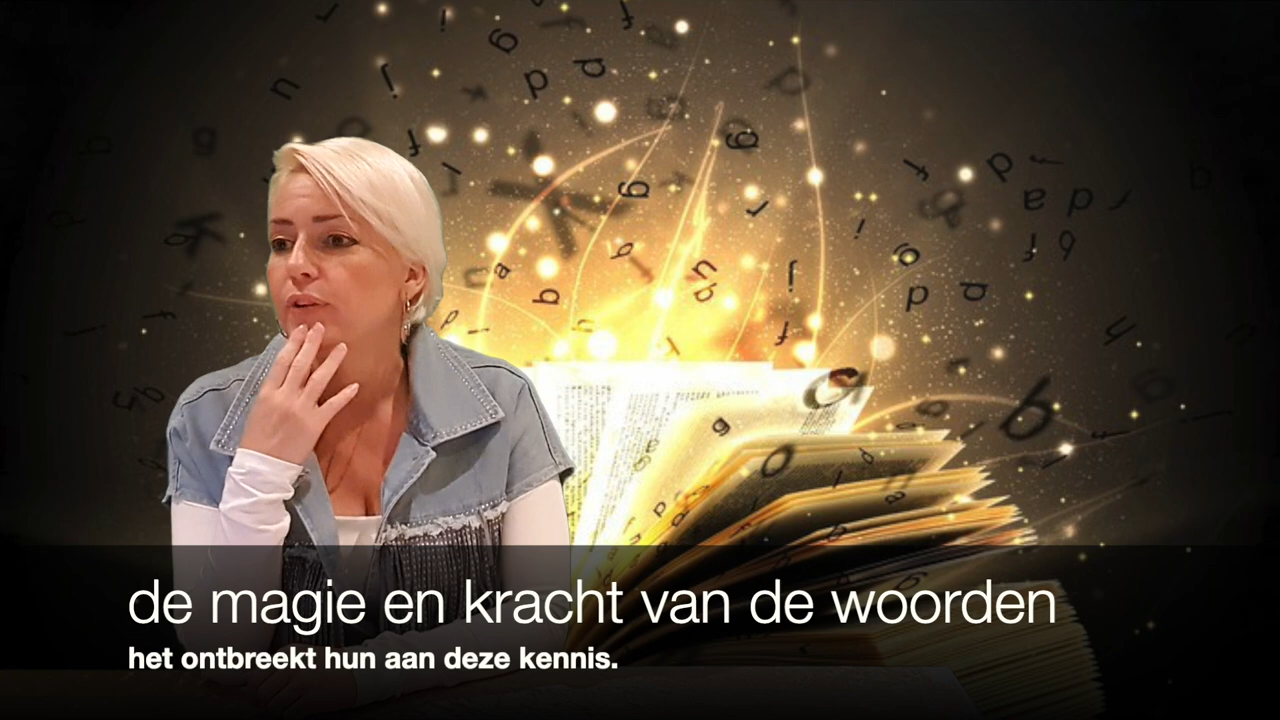 de magie en kracht van de woorden
het ontbreekt hun aan deze kennis.